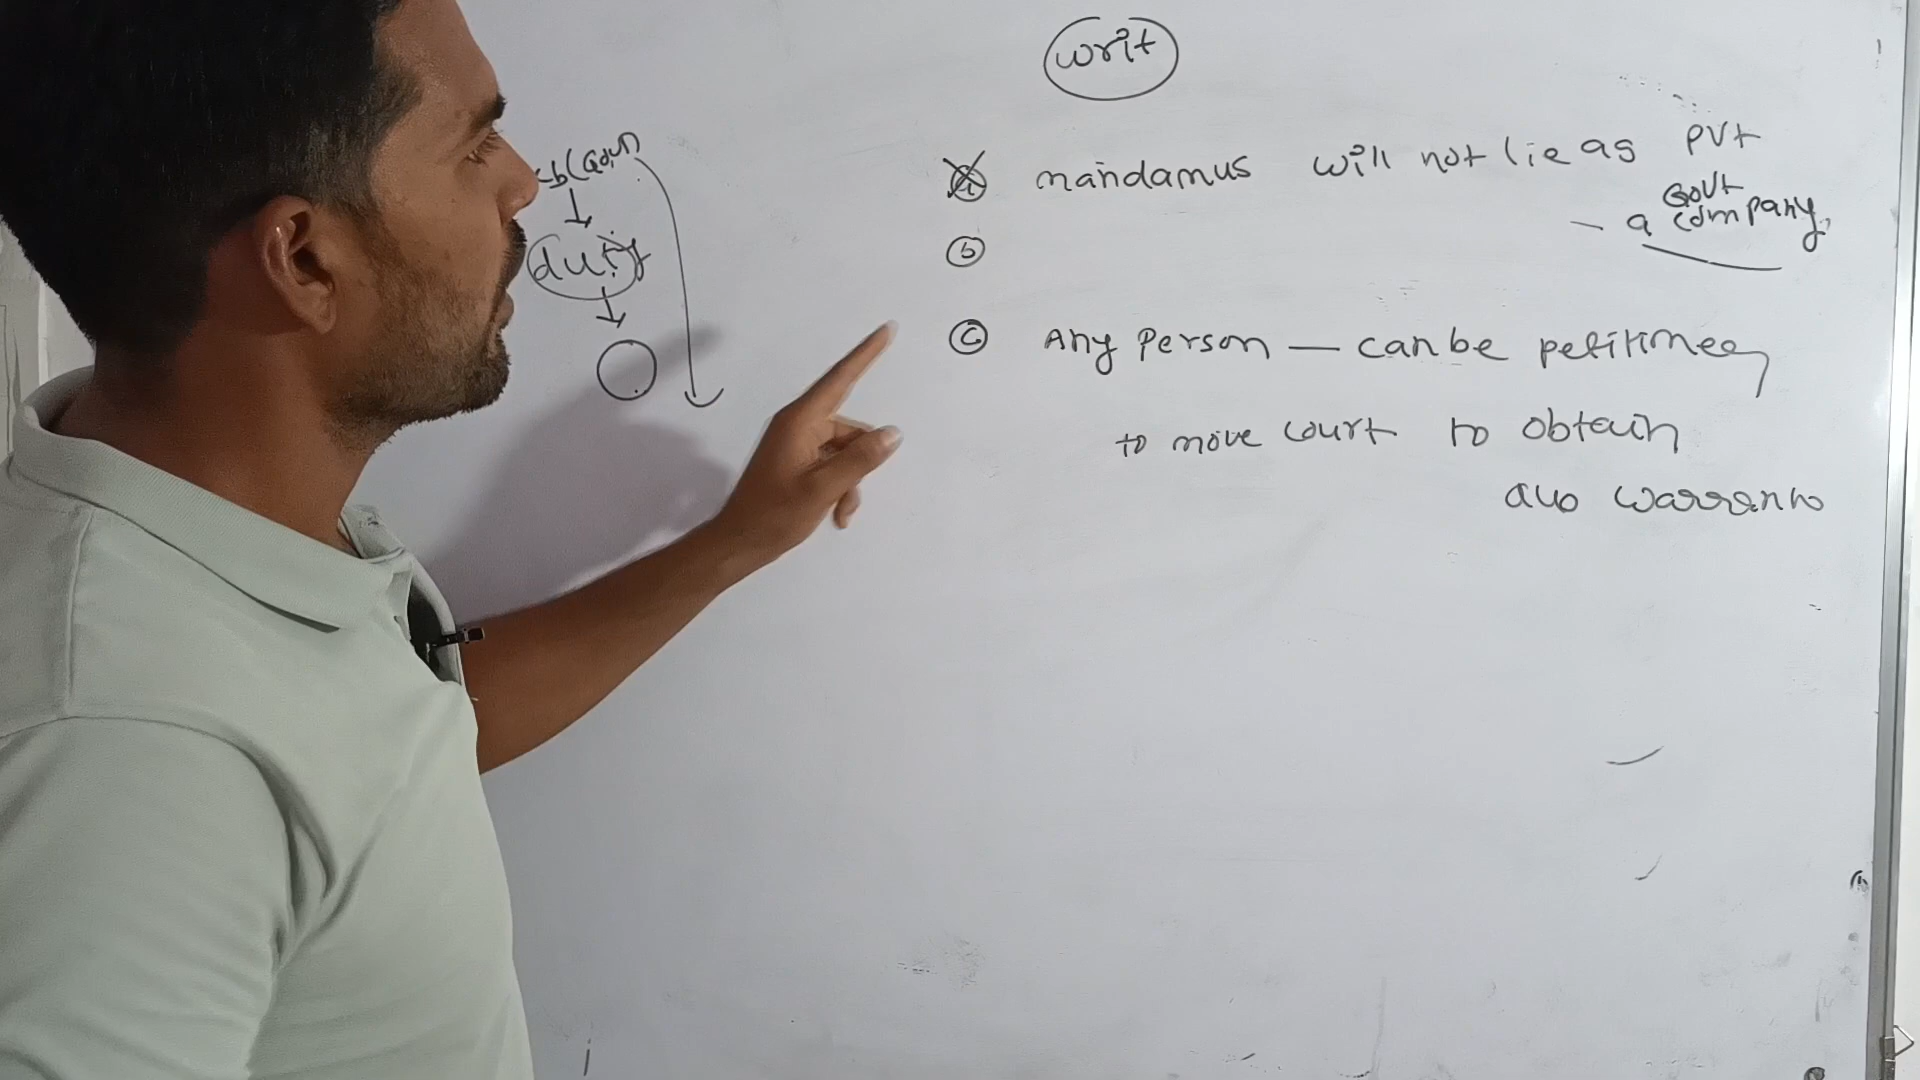 writ
mandamus will not lie as pvt
Govt
- a company,
b
c Any Person — can be petitioner
to move court to obtain
quo warranto
(Govt)
duty